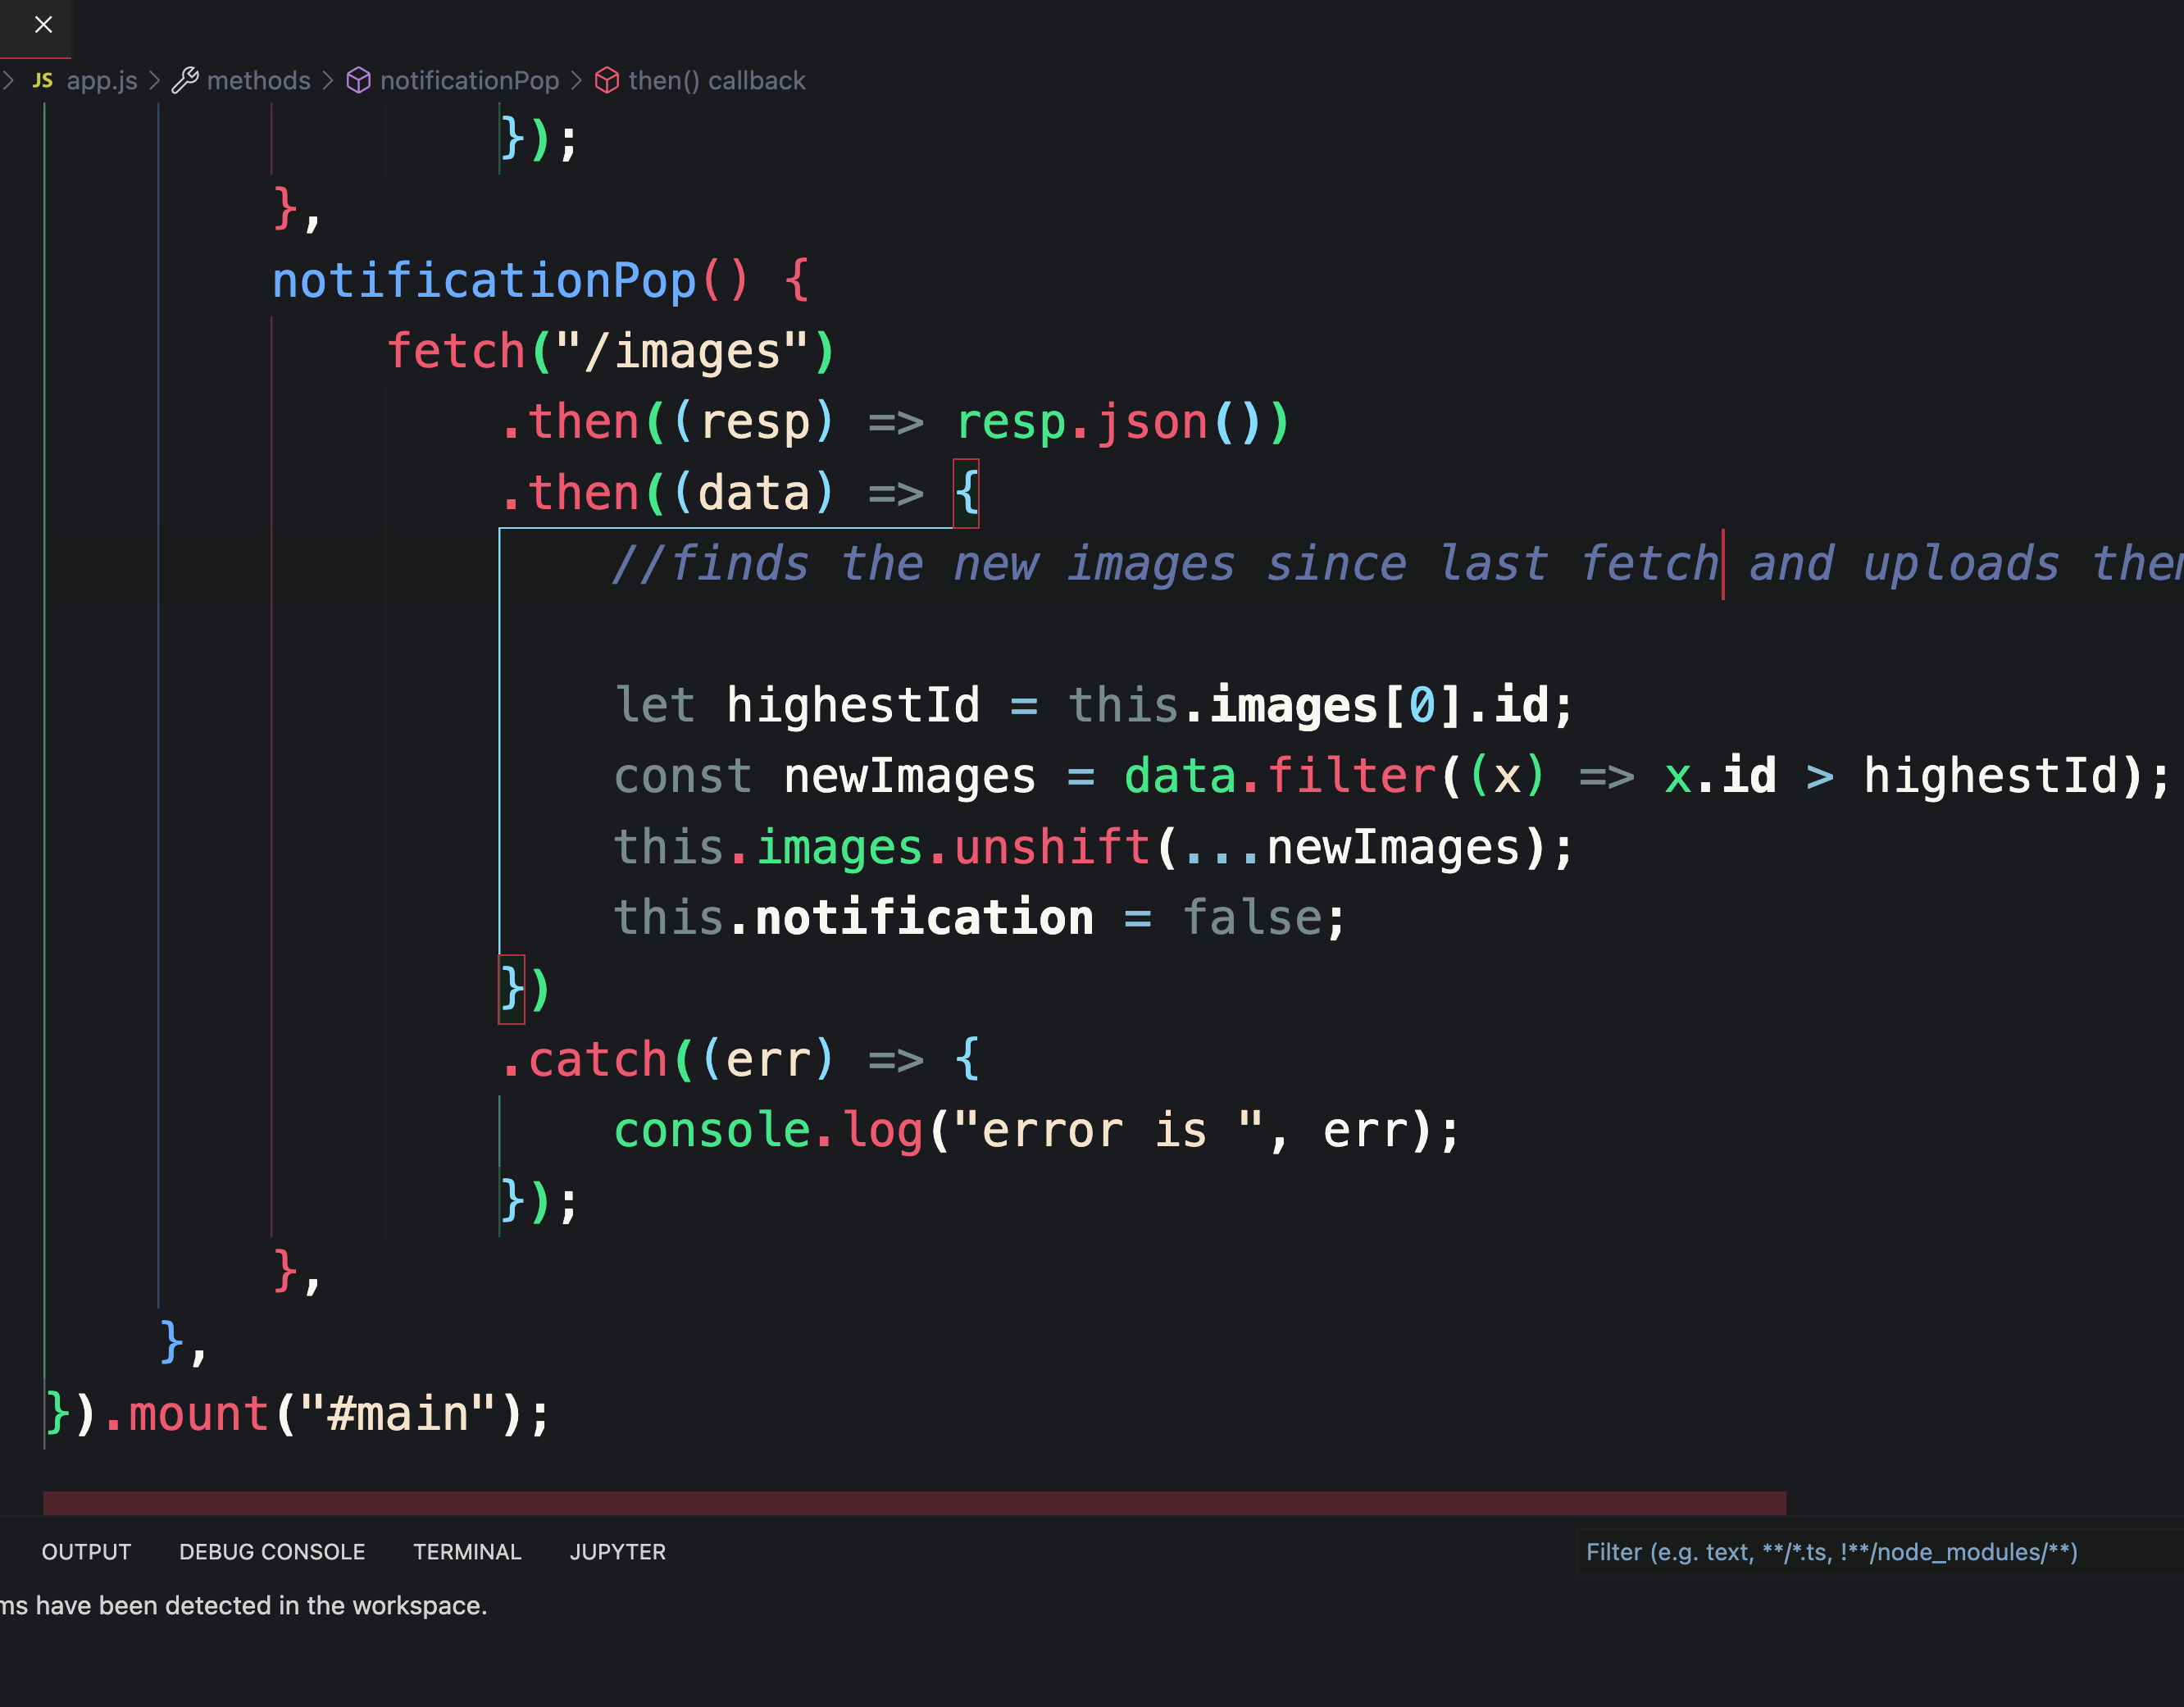 JS app.js > methods > notificationPop > then() callback
});
},
notificationPop() {
fetch("/images")
.then((resp) => resp.json())
.then((data) => {
//finds the new images since last fetch and uploads
let highestId = this.images[0].id;
const newImages = data.filter((x) => x.id > highestId);
this.images.unshift(...newImages);
this.notification = false;
})
.catch((err) => {
console.log("error is ", err);
});
},
},
}).mount("#main");
OUTPUT DEBUG CONSOLE TERMINAL JUPYTER Filter (e.g. text, **/*.ts, !**/node_modules/**)
have been detected in the workspace.